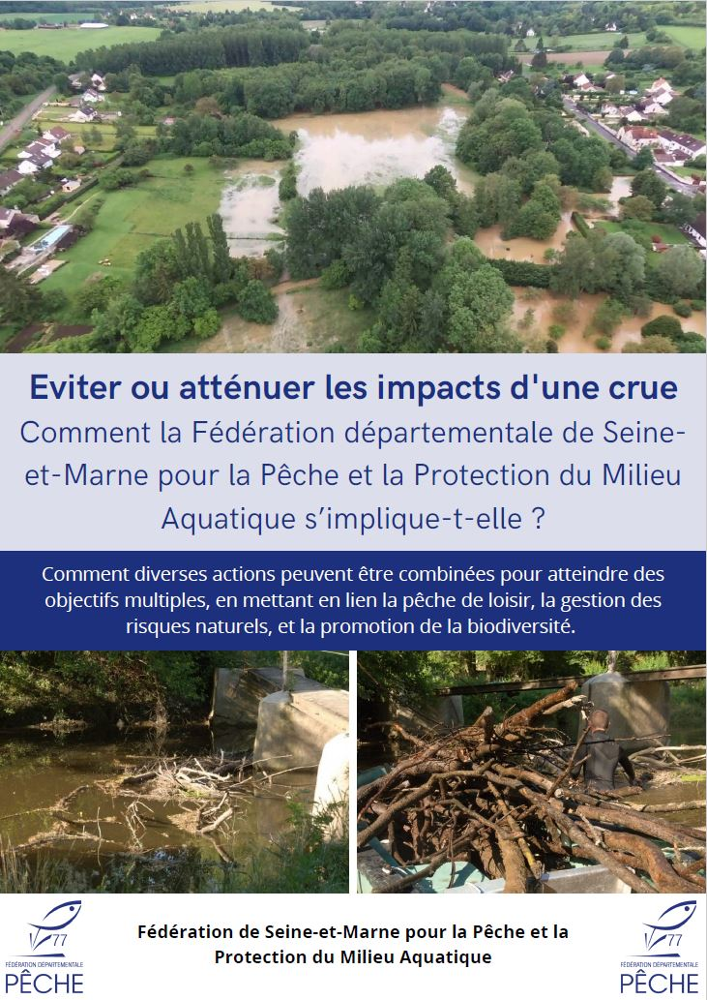 Eviter ou atténuer les impacts d'une crue
Comment la Fédération départementale de Seine-
et-Marne pour la Pêche et la Protection du Milieu
Aquatique s’implique-t-elle ?
Comment diverses actions peuvent être combinées pour atteindre des
objectifs multiples, en mettant en lien la pêche de loisir, la gestion des
risques naturels, et la promotion de la biodiversité.
77
FÉDÉRATION DÉPARTEMENTALE
PÊCHE
Fédération de Seine-et-Marne pour la Pêche et la
Protection du Milieu Aquatique
77
FÉDÉRATION DÉPARTEMENTALE
PÊCHE